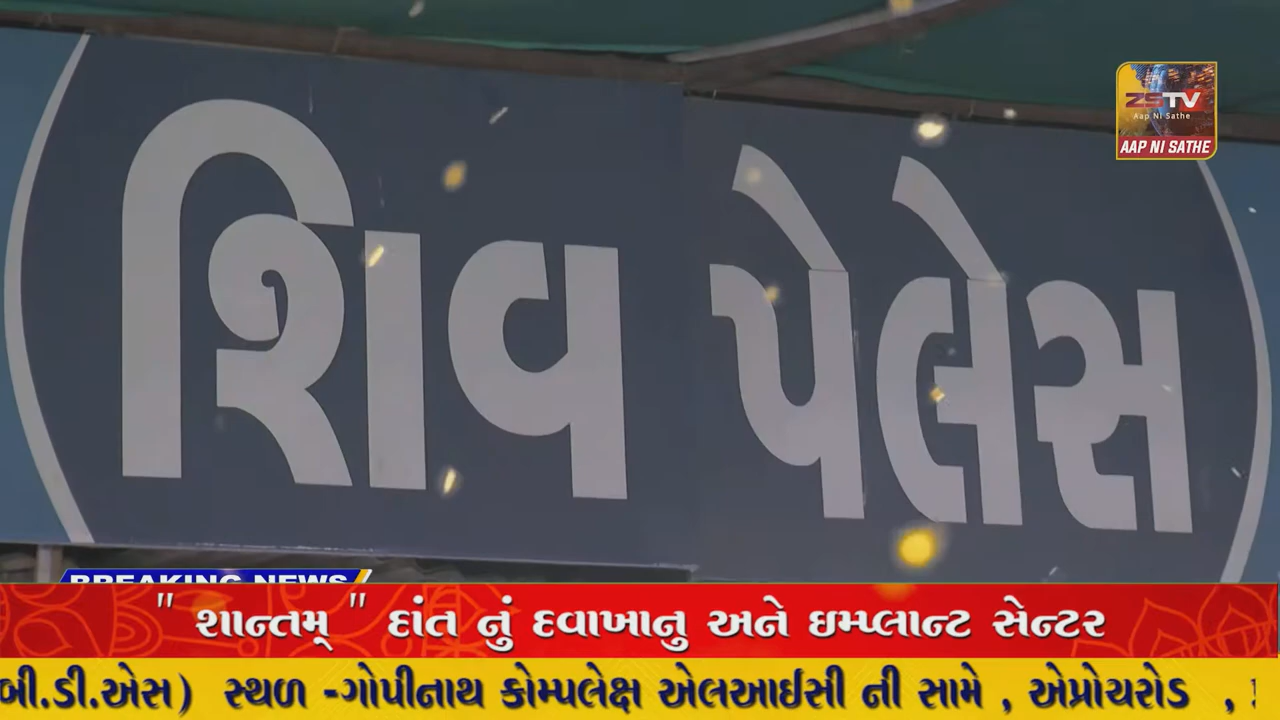 ZSTV
Aap Ni Sathe
AAP NI SATHE
શિવ પેલેસ
BREAKING NEWS
" શાન્તમ્ " દાંત નું દવાખાનુ અને ઇમ્પ્લાન્ટ સેન્ટર
બી.ડી.એસ) સ્થળ -ગોપીનાથ કોમ્પલેક્ષ એલઆઈસી ની સામે , એપ્રોચરોડ ,